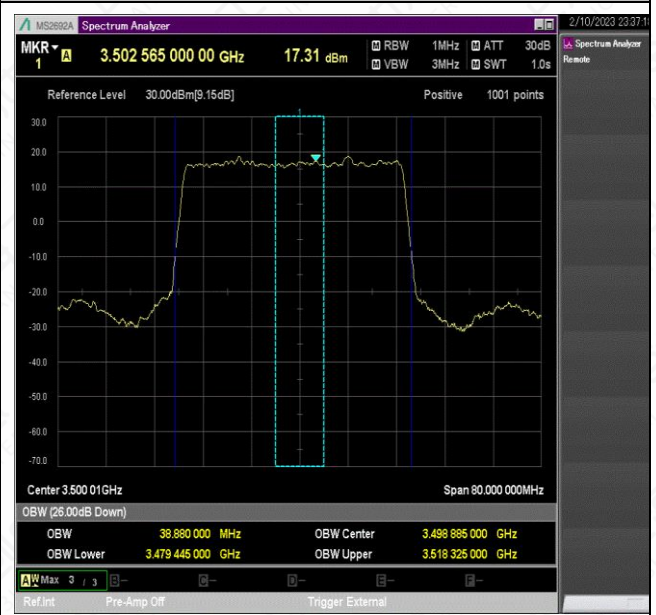 MS2692A Spectrum Analyzer 2/10/2023 23:37:18
MKR A 3.502 565 000 00 GHz 17.31 dBm M RBW 1MHz M ATT 30dB
1 M VBW 3MHz M SWT 1.0s
Spectrum Analyzer
Remote
Reference Level 30.00dBm[9.15dB] Positive 1001 points
1
30.0
20.0
10.0
0.0
-10.0
-20.0
-30.0
-40.0
-50.0
-60.0
-70.0
Center 3.500 01GHz Span 80.000 000MHz
OBW (26.00dB Down)
OBW 38.880 000 MHz OBW Center 3.498 885 000 GHz
OBW Lower 3.479 445 000 GHz OBW Upper 3.518 325 000 GHz
A W Max 3 / 3 B- C- D- E- F-
Ref.Int Pre-Amp Off Trigger External